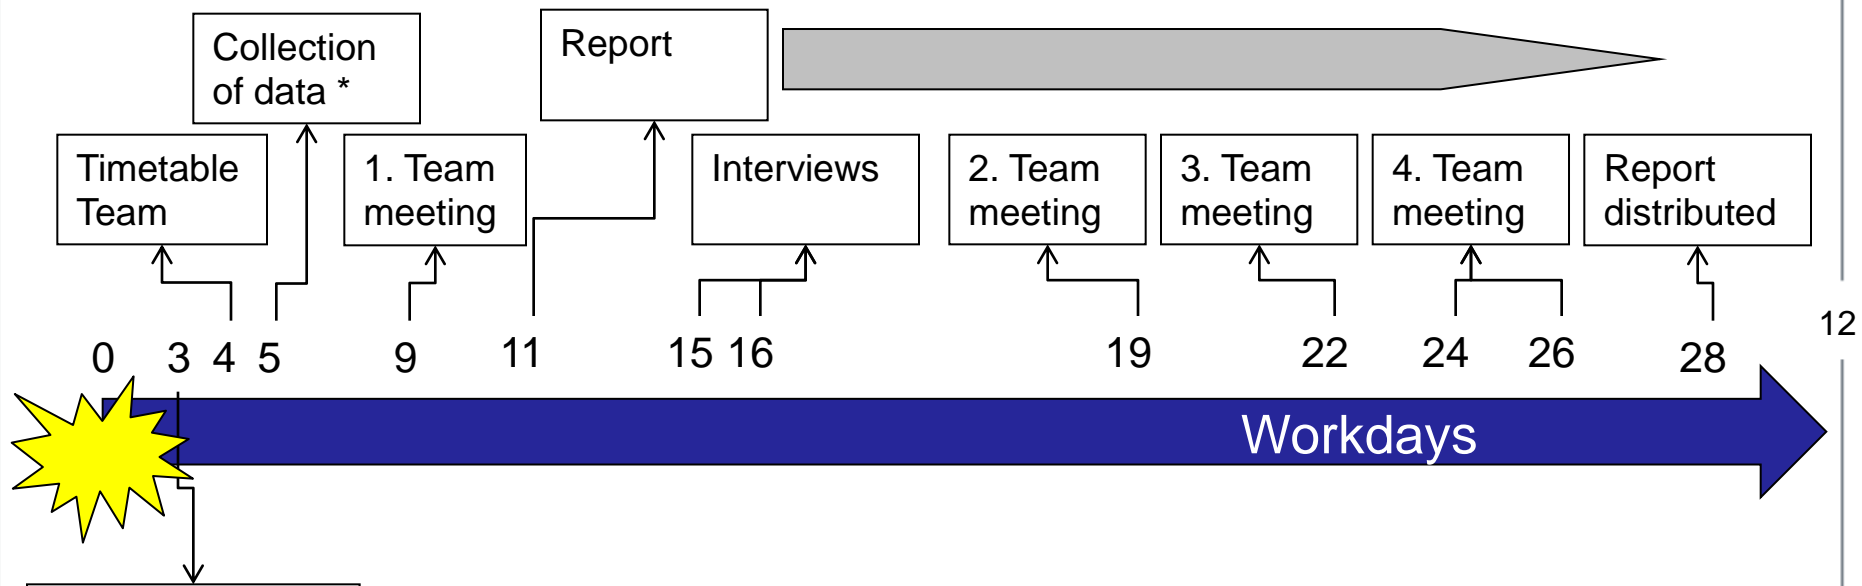 Collection
of data *
Report
Timetable
Team
1. Team
meeting
Interviews
2. Team
meeting
3. Team
meeting
4. Team
meeting
Report
distributed
0 3 4 5 9 11 15 16 19 22 24 26 28
12
Workdays